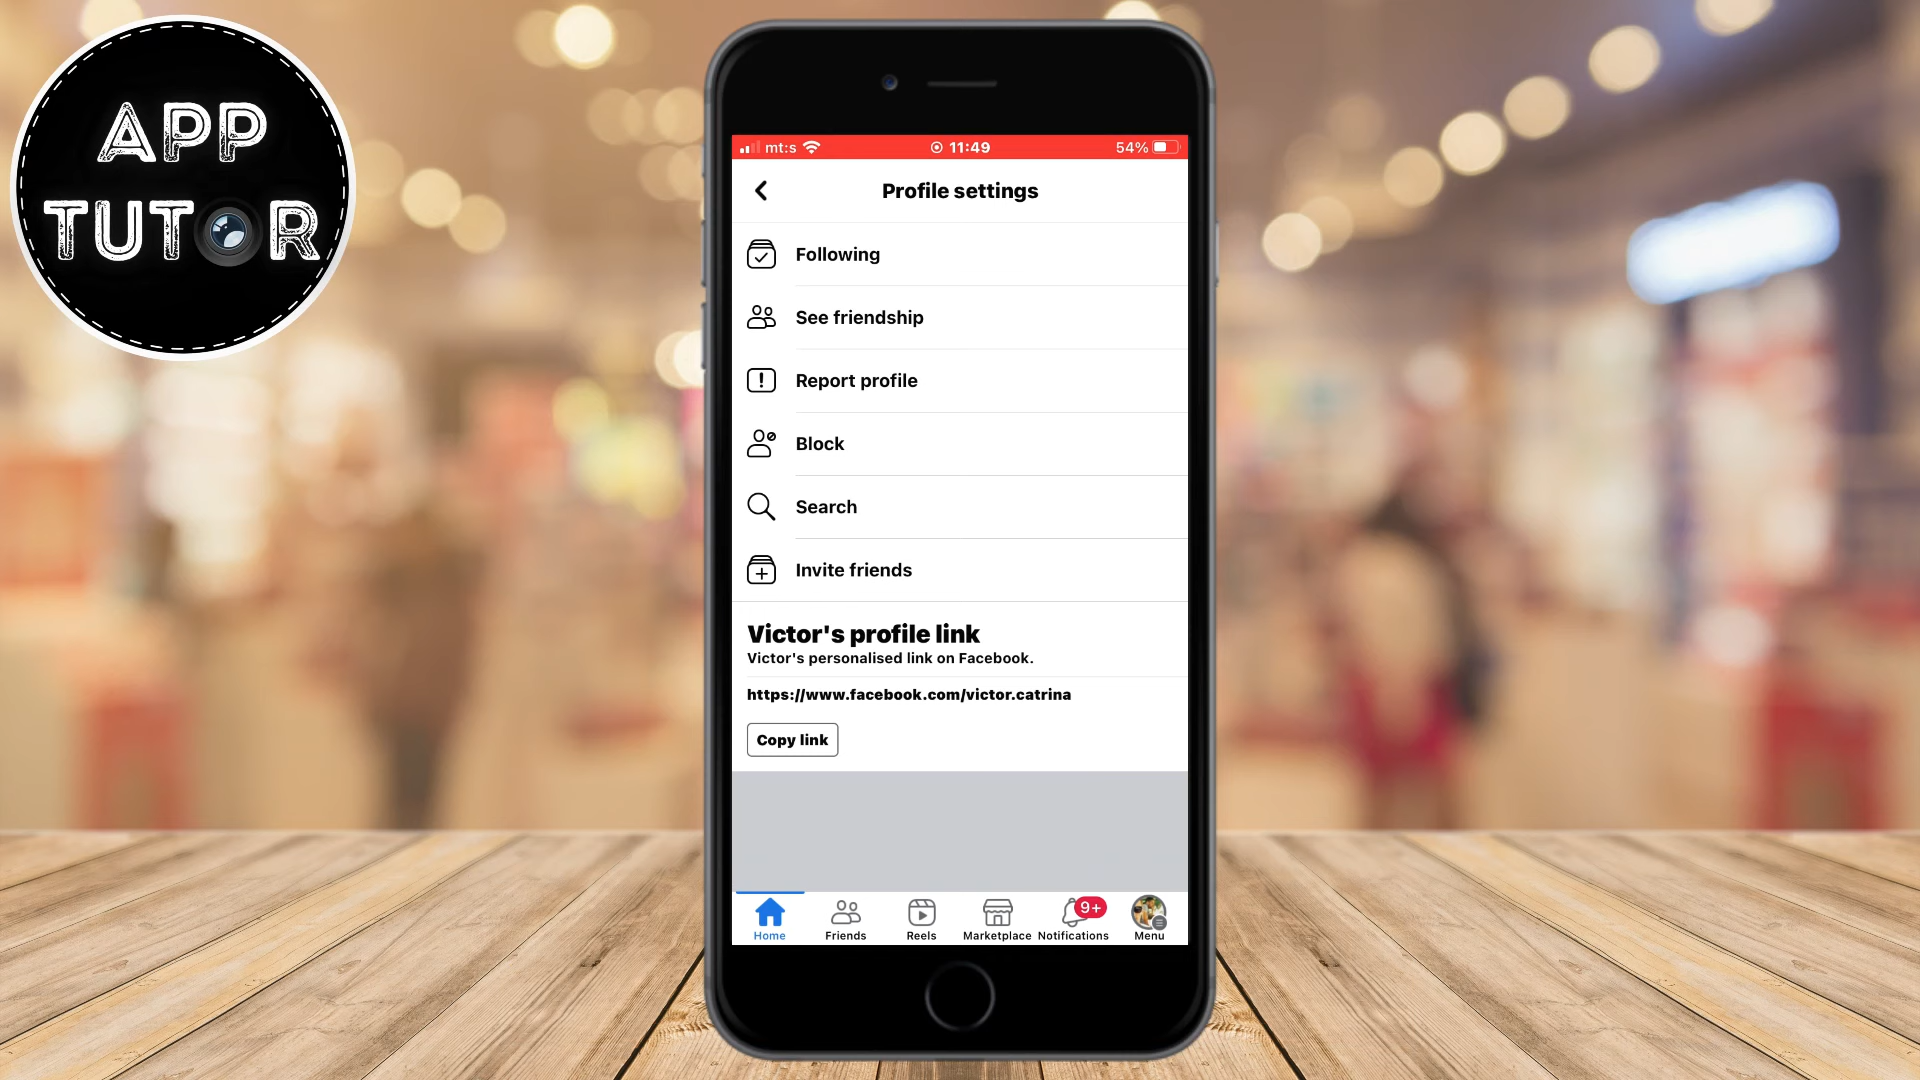 APP
TUTOR
mt:s 11:49 54%
Profile settings
Following
See friendship
Report profile
Block
Search
Invite friends
Victor's profile link
Victor's personalised link on Facebook.
https://www.facebook.com/victor.catrina
Copy link
9+
Home Friends Reels Marketplace Notifications Menu